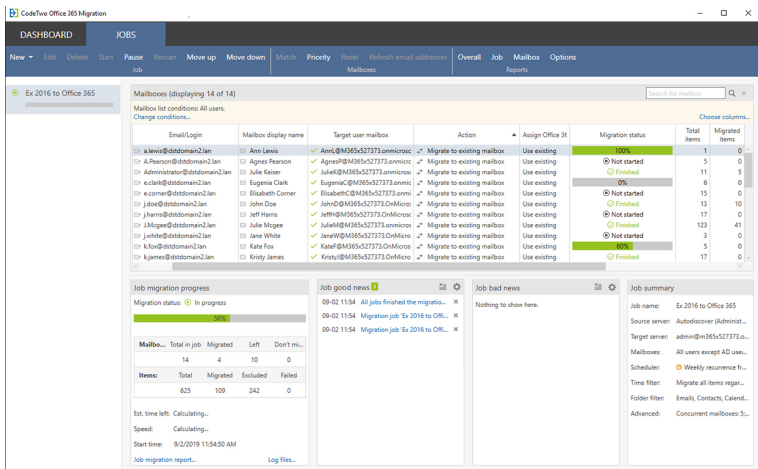 CodeTwo Office 365 Migration
DASHBOARD JOBS
New Edit Delete Start Pause Rescan Move up Move down Match Priority Reset Refresh email addresses Overall Job Mailbox Options
Job Mailboxes Reports
Ex 2016 to Office 365
Mailboxes (displaying 14 of 14) Search for mailbox
Mailbox list conditions: All users.
Change conditions... Choose columns...
Email/Login Mailbox display name Target user mailbox Action Assign Office 36 Migration status Total items Migrated items
a.lewis@dstdomain2.lan Ann Lewis AnnL@M365x527373.onmicrosc Migrate to existing mailbox Use existing 100% 1 0
A.Pearson@dstdomain2.lan Agnes Pearson AgnesP@M365x527373.onmicrc Migrate to existing mailbox Use existing Not started 5 0
Administrator@dstdomain2.lan Julie Keiser JulieK@M365x527373.onmicros Migrate to existing mailbox Use existing Finished 11 5
e.clark@dstdomain2.lan Eugenia Clark EugeniaC@M365x527373.onmic Migrate to existing mailbox Use existing 0% 6 0
e.corner@dstdomain2.lan Elisabeth Corner ElisabethC@M365x527373.onmi Migrate to existing mailbox Use existing Not started 15 0
j.doe@dstdomain2.lan John Doe JohnD@M365x527373.OnMicros Migrate to existing mailbox Use existing Finished 13 10
j.harris@dstdomain2.lan Jeff Harris JeffH@M365x527373.OnMicrosc Migrate to existing mailbox Use existing Not started 17 0
J.Mcgee@dstdomain2.lan Julie Mcgee JulieM@M365x527373.onmicros Migrate to existing mailbox Use existing Finished 123 41
j.white@dstdomain2.lan Jane White JaneW@M365x527373.OnMicros Migrate to existing mailbox Use existing Not started 3 0
k.fox@dstdomain2.lan Kate Fox KateF@M365x527373.OnMicros Migrate to existing mailbox Use existing 60% 5 0
k.james@dstdomain2.lan Kristy James KristyJ@M365x527373.OnMicros Migrate to existing mailbox Use existing Finished 17 0
Job migration progress
Migration status: In progress
56%
Mailbo... Total in job Migrated Left Don't mi...
14 4 10 0
Items: Total Migrated Excluded Failed
625 109 242 0
Est. time left: Calculating...
Speed: Calculating...
Start time: 9/2/2019 11:54:50 AM
Job migration report... Log files...
Job good news 3
09-02 11:54 All jobs finished the migratio...
09-02 11:54 Migration job 'Ex 2016 to Offi...
09-02 11:54 Migration job 'Ex 2016 to Offi...
Job bad news
Nothing to show here.
Job summary
Job name: Ex 2016 to Office 365
Source server: Autodiscover (Administ...
Target server: admin@m365x527373.o...
Mailboxes: All users except AD use...
Scheduler: Weekly recurrence fr...
Time filter: Migrate all items regar...
Folder filter: Emails, Contacts, Calend...
Advanced: Concurrent mailboxes: 5;...